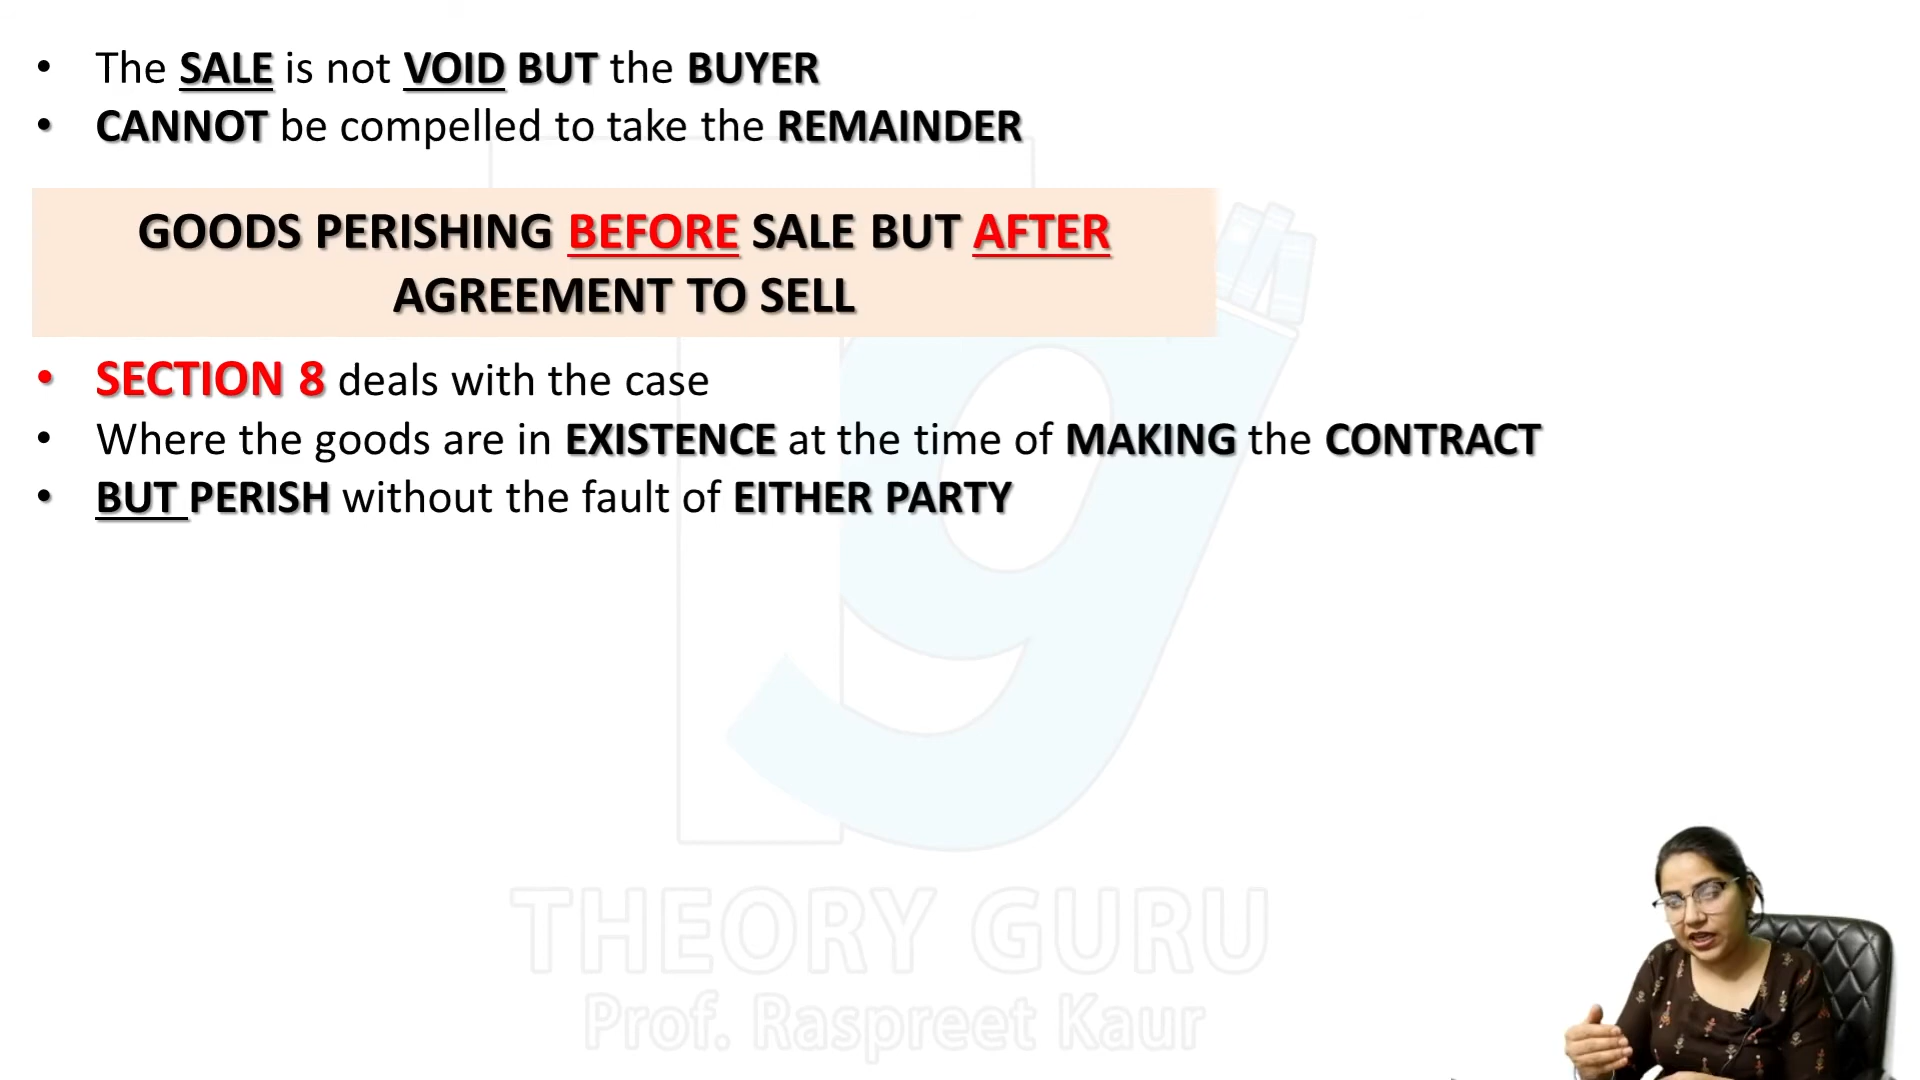 • The SALE is not VOID BUT the BUYER
• CANNOT be compelled to take the REMAINDER
GOODS PERISHING BEFORE SALE BUT AFTER
AGREEMENT TO SELL
• SECTION 8 deals with the case
• Where the goods are in EXISTENCE at the time of MAKING the CONTRACT
• BUT PERISH without the fault of EITHER PARTY
THEORY GURU
Prof. Raspreet Kaur